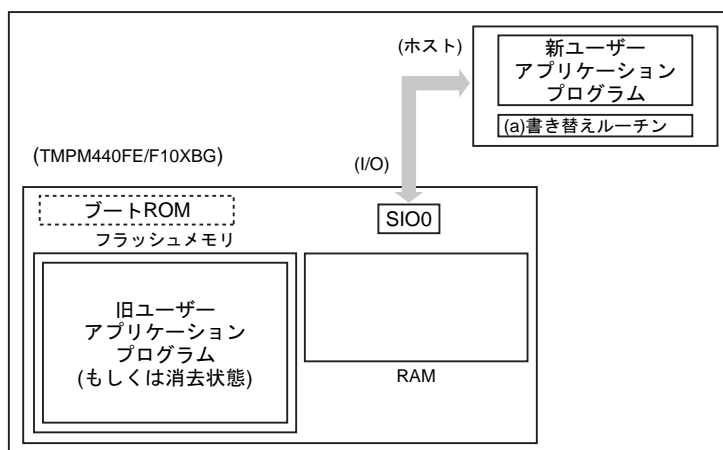 (ホスト)
新ユーザー
アプリケーション
プログラム
(a)書き替えルーチン
(TMPM440FE/F10XBG)
(I/O)
ブートROM
SIO0
フラッシュメモリ
旧ユーザー
アプリケーション
プログラム
(もしくは消去状態)
RAM